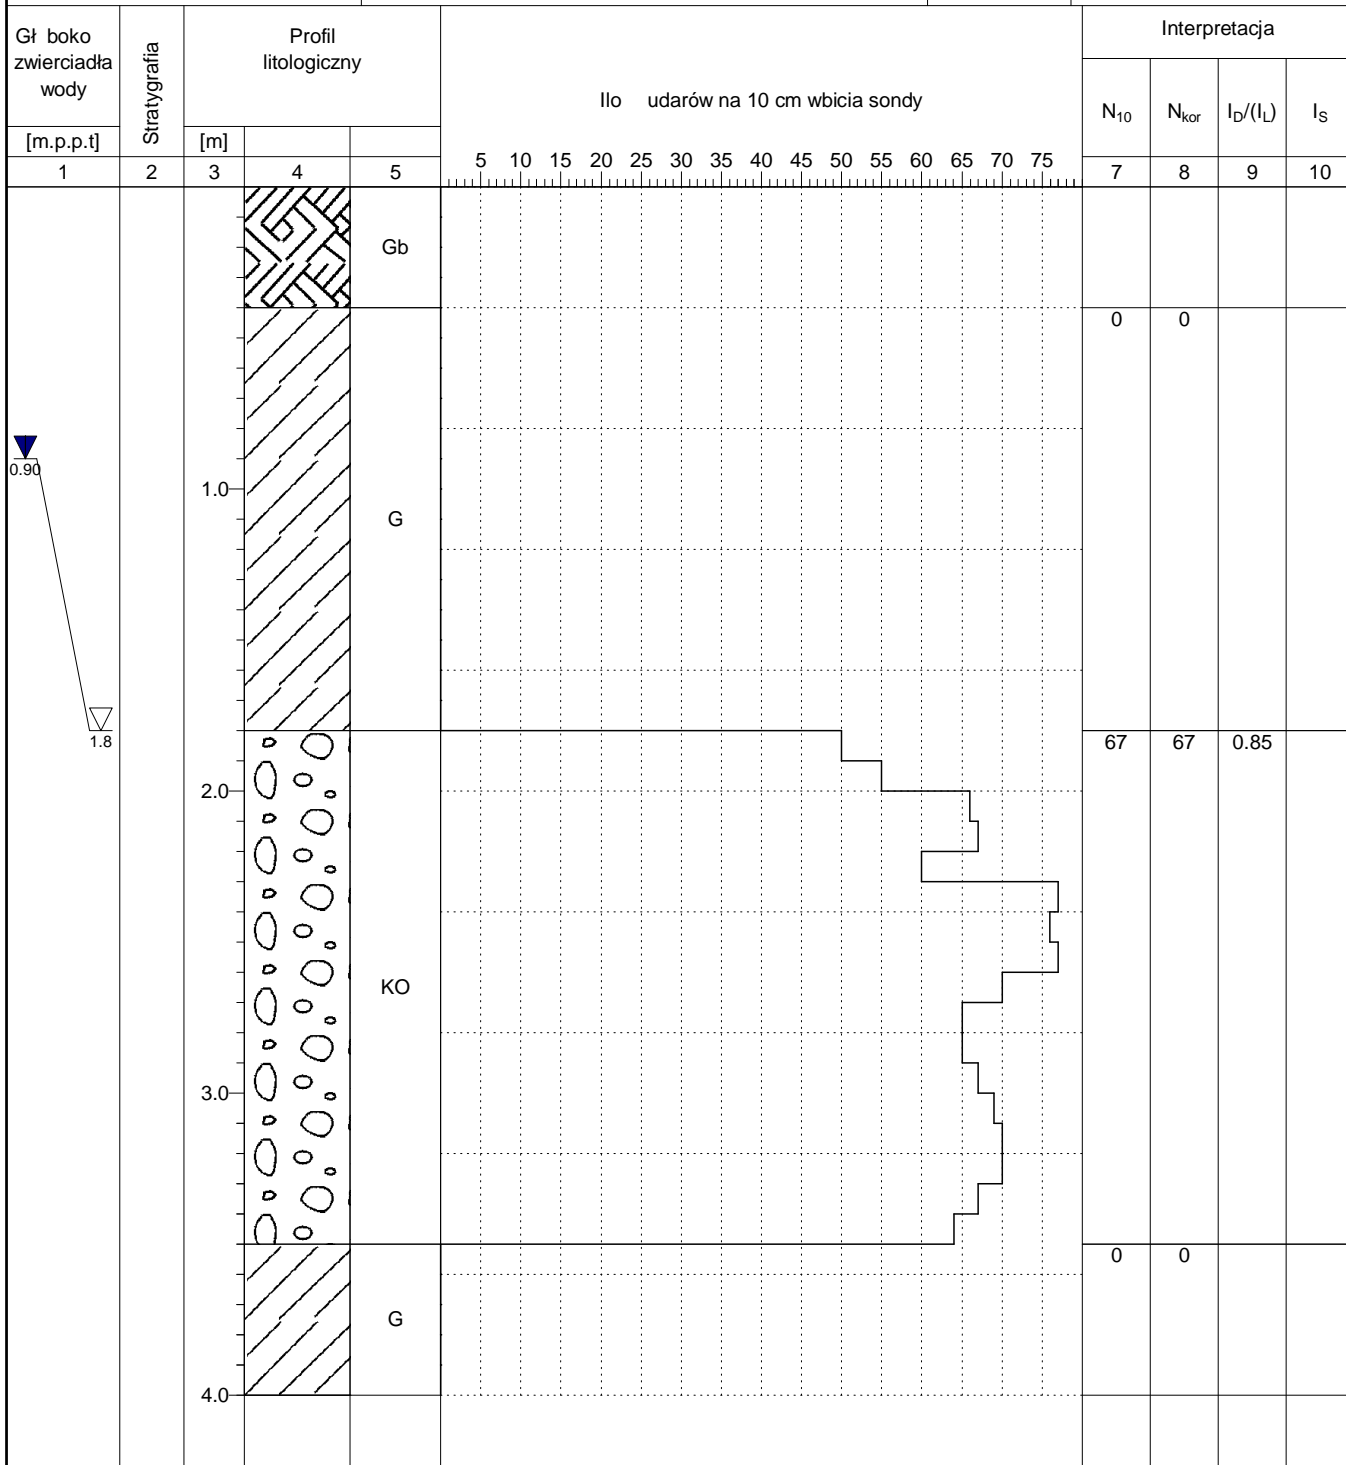 Gł boko
zwierciadła
wody
[m.p.p.t]
1
Stratygrafia
2
Profil
litologiczny
[m]
3
4
5
Ilo udarów na 10 cm wbicia sondy
5 10 15 20 25 30 35 40 45 50 55 60 65 70 75
Interpretacja
N10
Nkor
ID/(IL)
IS
7
8
9
10
Gb
0 0
0.90
1.0
G
1.8
67 67 0.85
2.0
KO
3.0
0 0
G
4.0